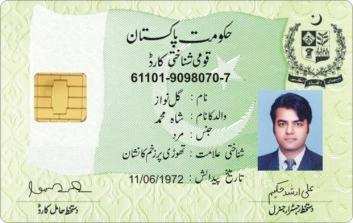 حکومت پاکستان
قومی شناختی کارڈ
61101-9098070-7
نام : گل نواز
والد کا نام : شاہ محمد
جنس : مرد
شناختی علامت : تھوڑی پر زخم کا نشان
تاریخ پیدائش : 11/06/1972
علی ارشد حکیم
دستخط حامل کارڈ
دستخط رجسٹرار جنرل